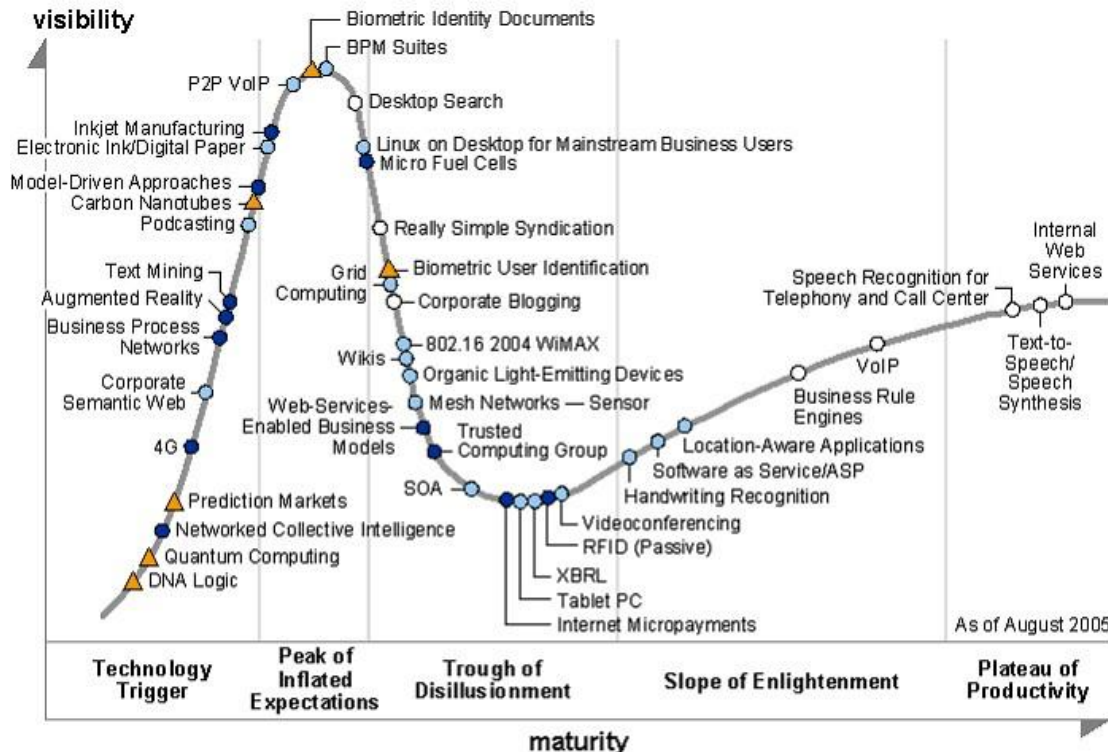 visibility
Biometric Identity Documents
BPM Suites
P2P VoIP
Desktop Search
Inkjet Manufacturing
Electronic Ink/Digital Paper
Linux on Desktop for Mainstream Business Users
Micro Fuel Cells
Model-Driven Approaches
Carbon Nanotubes
Podcasting
Really Simple Syndication
Text Mining
Augmented Reality
Business Process
Networks
Grid
Computing
Biometric User Identification
Corporate Blogging
Corporate
Semantic Web
Wikis
802.16 2004 WiMAX
Organic Light-Emitting Devices
Mesh Networks — Sensor
Web-Services-
Enabled Business
Models
Trusted
Computing Group
4G
SOA
Prediction Markets
Networked Collective Intelligence
Quantum Computing
DNA Logic
Videoconferencing
RFID (Passive)
XBRL
Tablet PC
Internet Micropayments
Location-Aware Applications
Software as Service/ASP
Handwriting Recognition
Business Rule
Engines
VoIP
Speech Recognition for
Telephony and Call Center
Internal
Web
Services
Text-to-
Speech/
Speech
Synthesis
As of August 2005
Technology
Trigger
Peak of
Inflated
Expectations
Trough of
Disillusionment
Slope of Enlightenment
Plateau of
Productivity
maturity